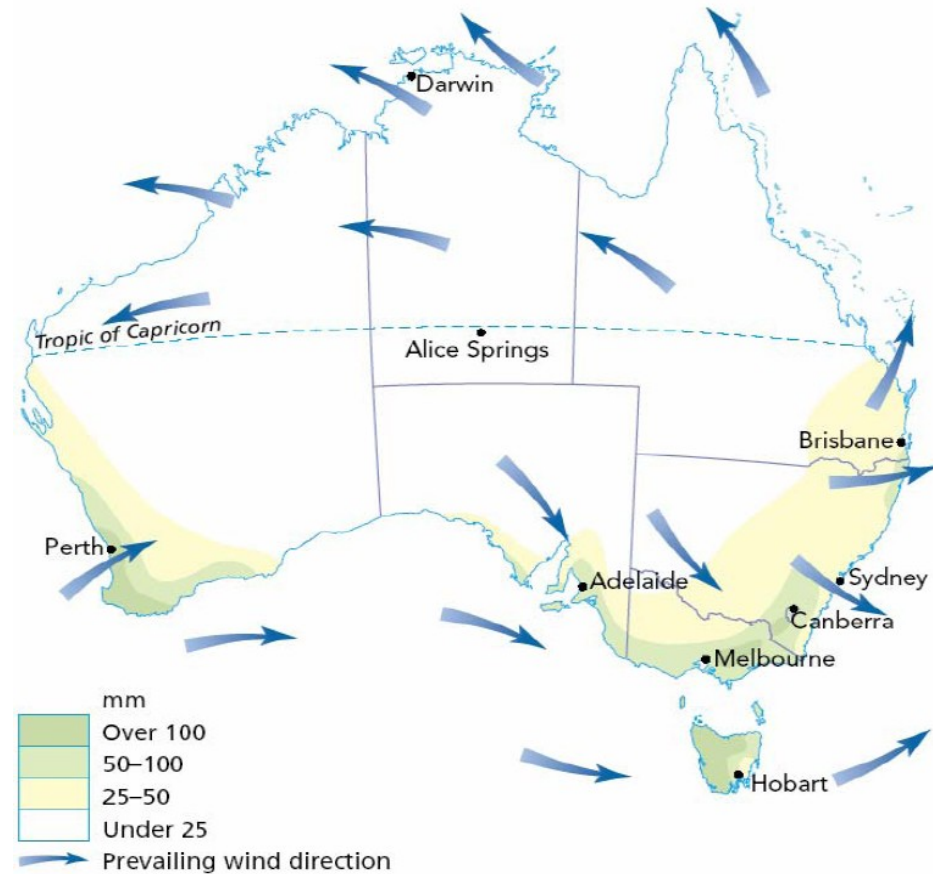 Darwin
Tropic of Capricorn
Alice Springs
Brisbane
Perth
Adelaide
Sydney
Canberra
Melbourne
Hobart
mm
Over 100
50–100
25–50
Under 25
Prevailing wind direction